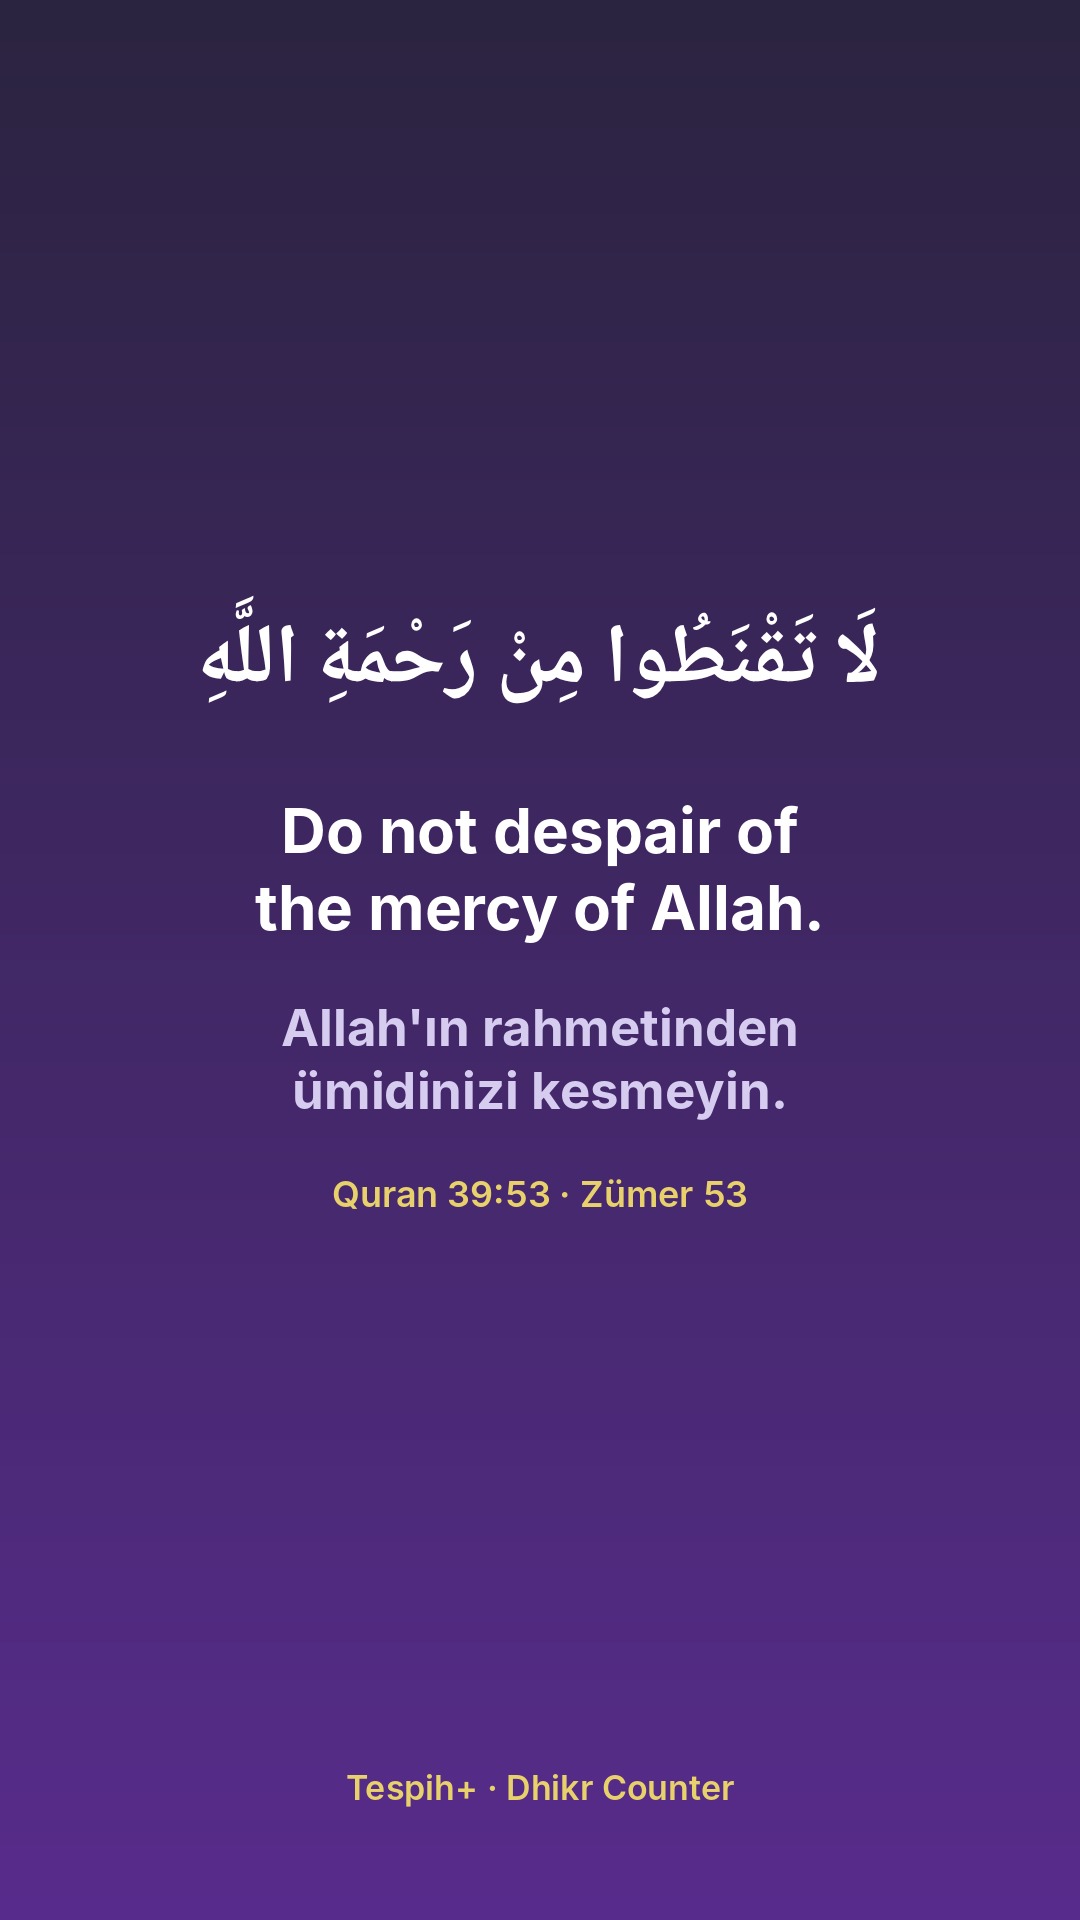 لَا تَقْنَطُوا مِنْ رَحْمَةِ اللَّهِ
Do not despair of
the mercy of Allah.
Allah'ın rahmetinden
ümidinizi kesmeyin.
Quran 39:53 · Zümer 53
Tespih+ · Dhikr Counter